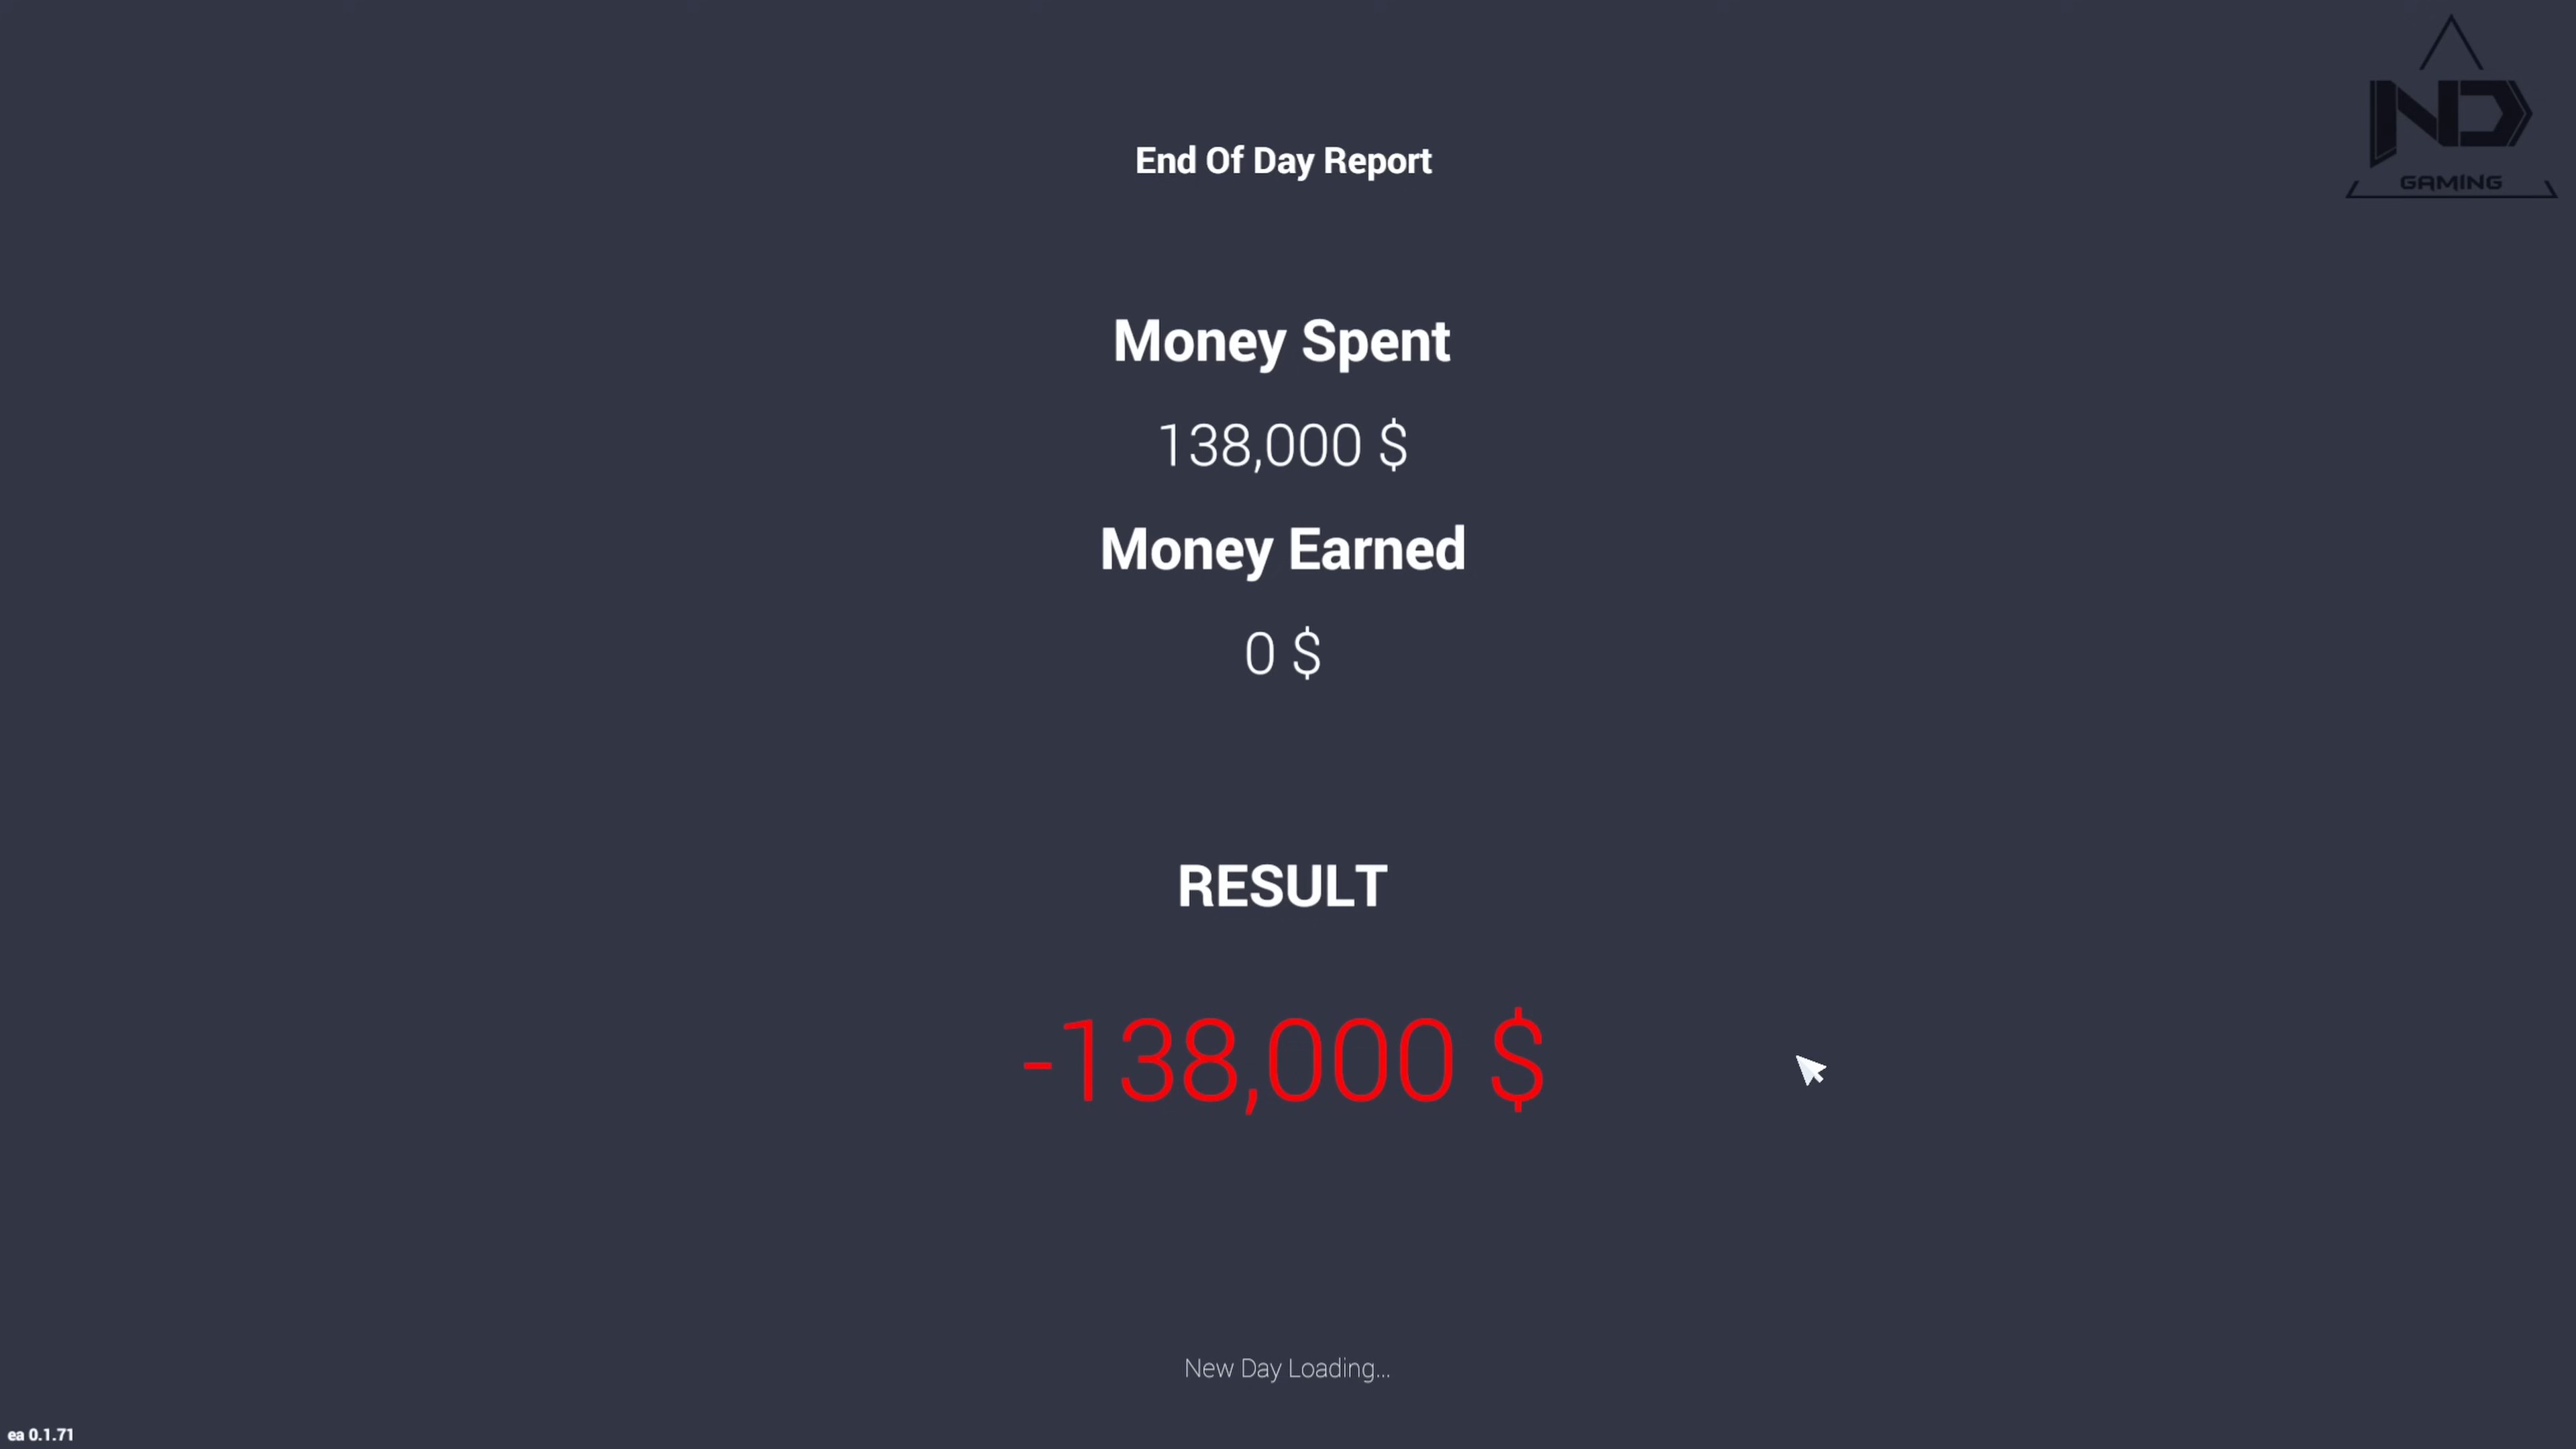 ND
GAMING
End Of Day Report
Money Spent
138,000 $
Money Earned
0 $
RESULT
-138,000 $
New Day Loading...
ea 0.1.71